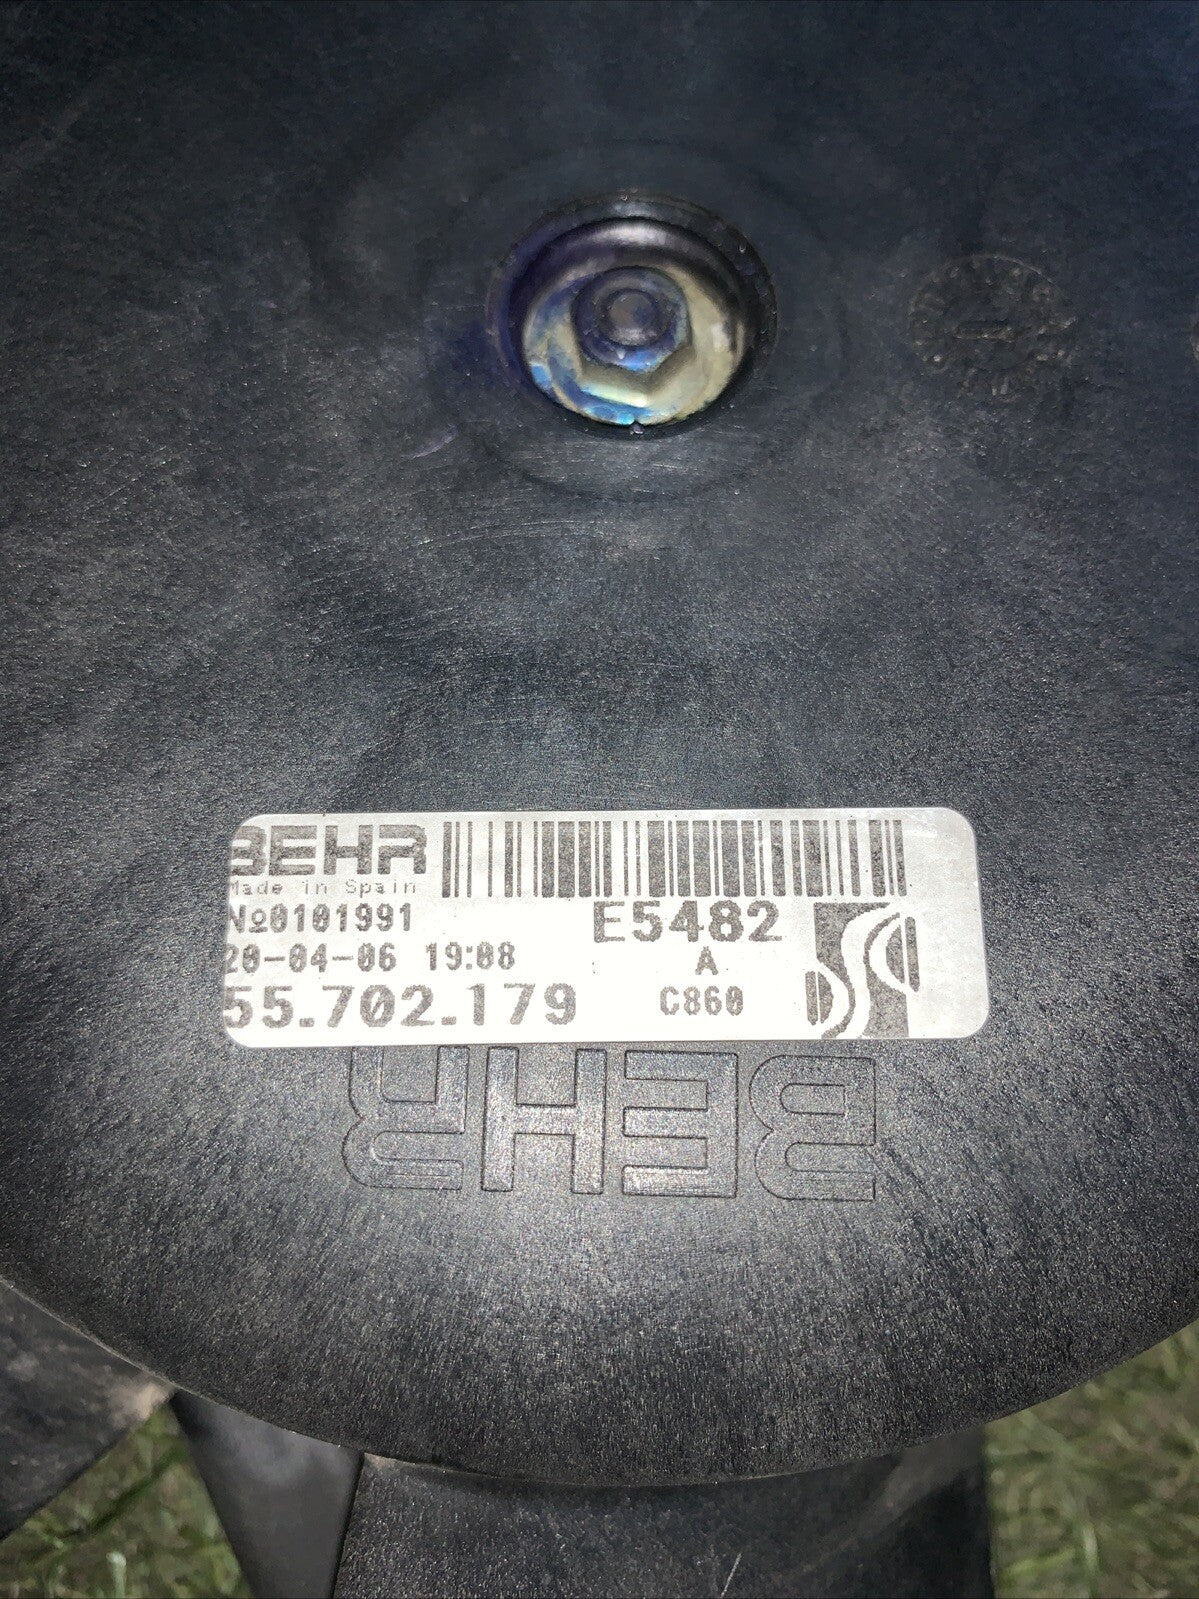 BEHR
Made in Spain
№0101991
20-04-06 19:08
55.702.179
E5482
A
C860
BEHR